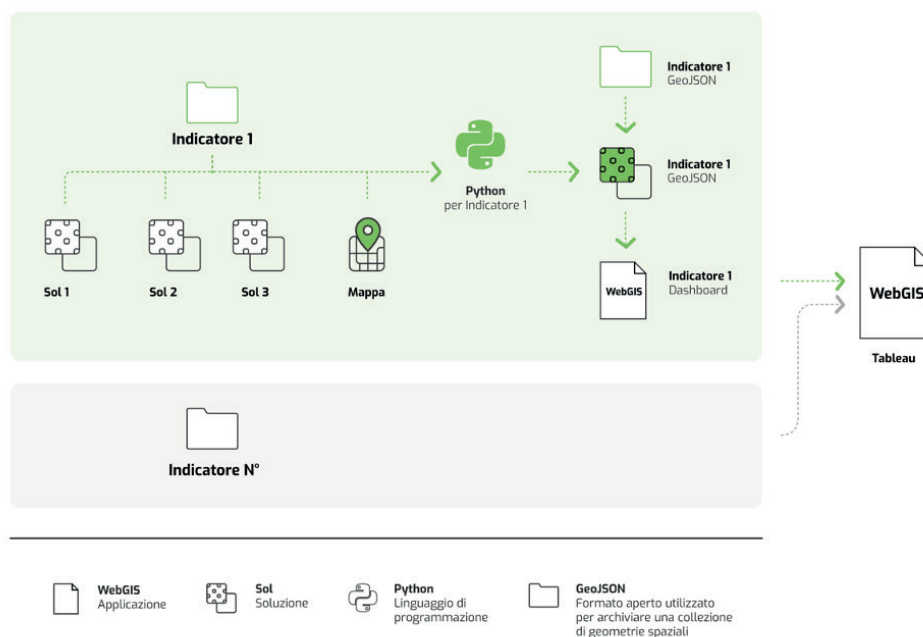 Indicatore 1
GeoJSON
Indicatore 1
Python
per Indicatore 1
Indicatore 1
GeoJSON
Sol 1
Sol 2
Sol 3
Mappa
WebGIS
Indicatore 1
Dashboard
WebGIS
Tableau
Indicatore N°
WebGIS
Applicazione
Sol
Soluzione
Python
Linguaggio di
programmazione
GeoJSON
Formato aperto utilizzato
per archiviare una collezione
di geometrie spaziali